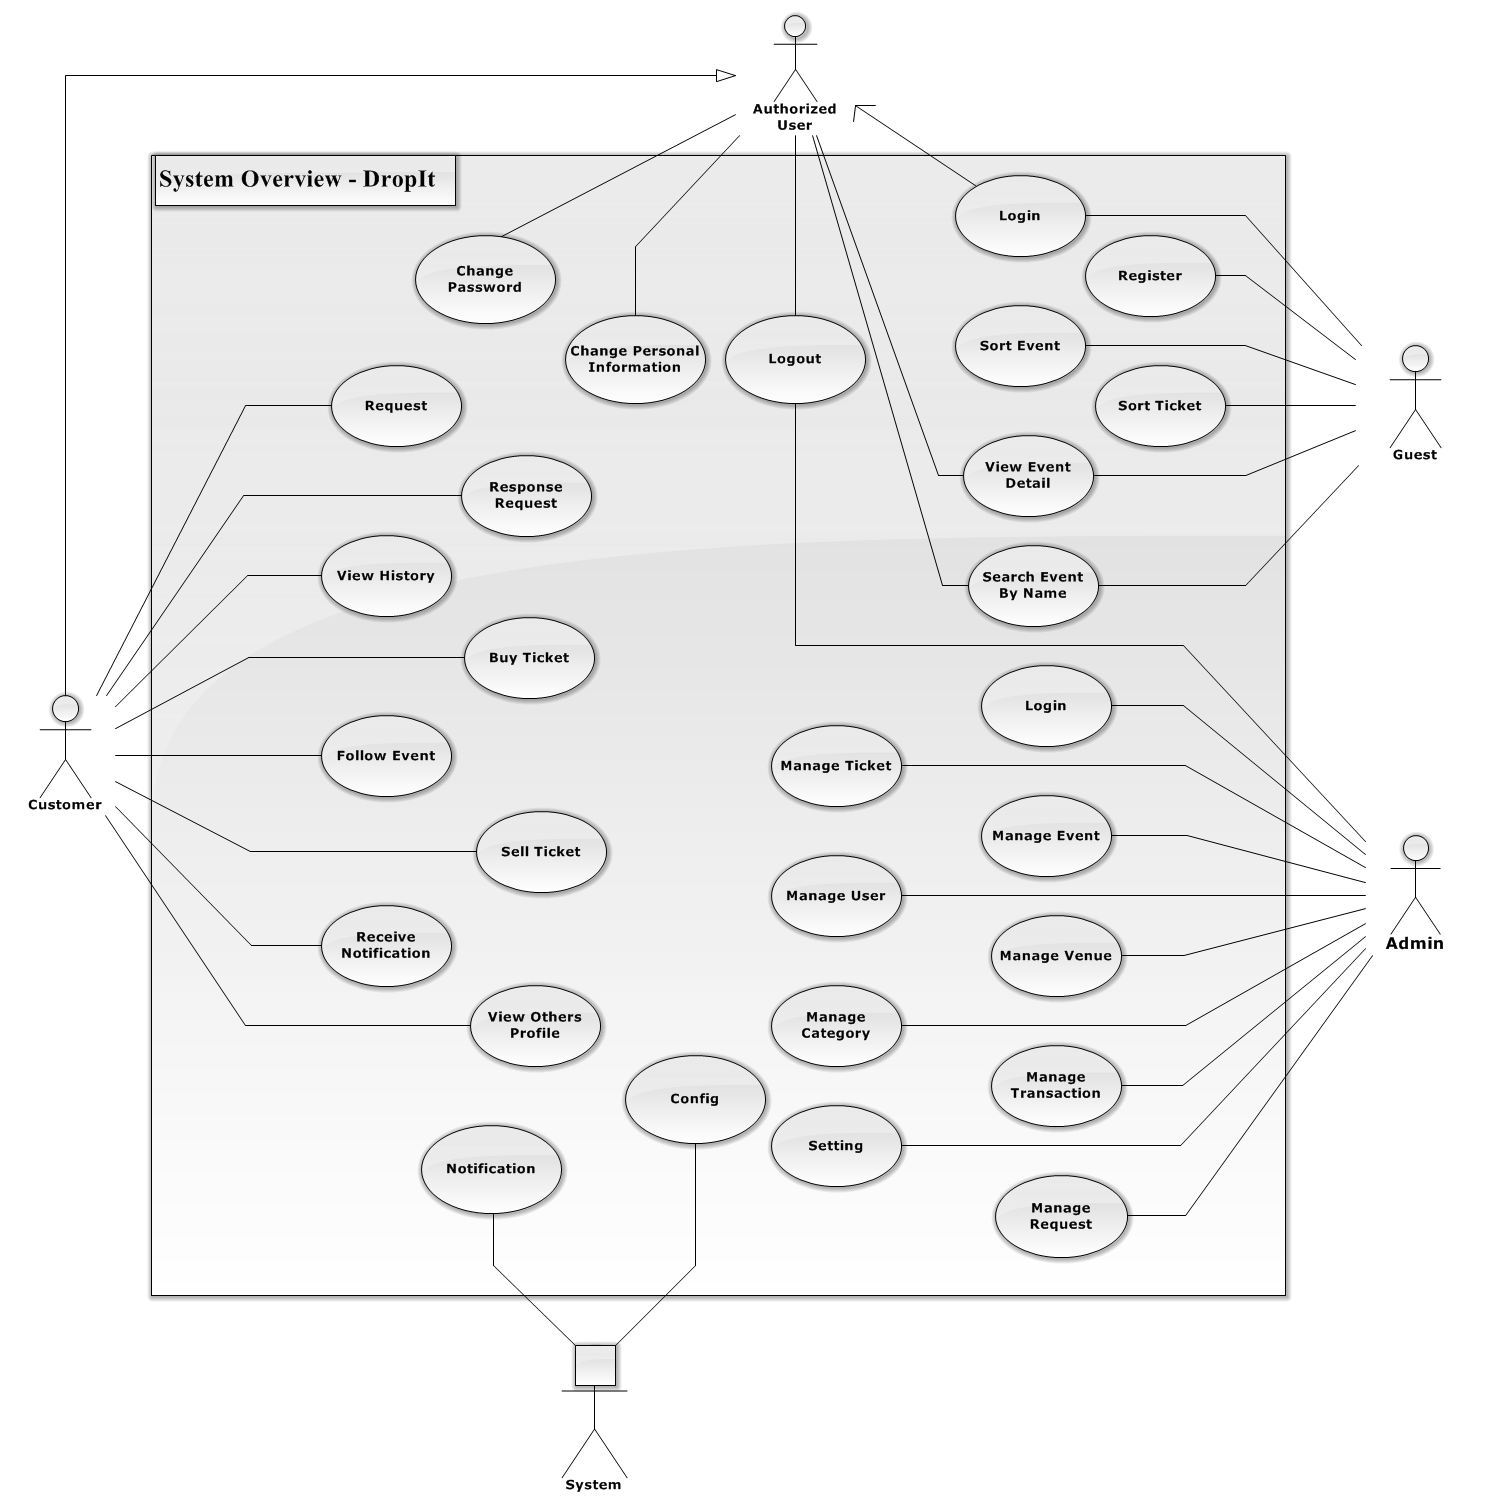 Authorized
User
System Overview - DropIt
Login
Change
Password
Register
Change Personal
Information
Logout
Sort Event
Request
Sort Ticket
Guest
Response
Request
View Event
Detail
View History
Search Event
By Name
Buy Ticket
Login
Follow Event
Manage Ticket
Customer
Manage Event
Sell Ticket
Manage User
Receive
Notification
Manage Venue
Admin
View Others
Profile
Manage
Category
Config
Manage
Transaction
Notification
Setting
Manage
Request
System